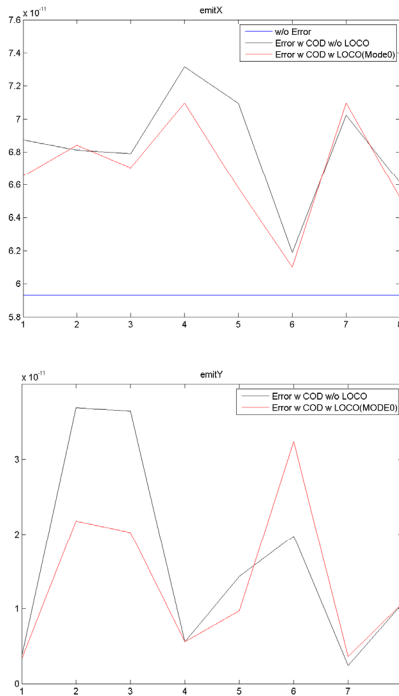 emitX
x 10^-11
7.6
w/o Error
Error w COD w/o LOCO
Error w COD w LOCO(Mode0)
7.4
7.2
7
6.8
6.6
6.4
6.2
6
5.8
1 2 3 4 5 6 7 8
emitY
x 10^-11
Error w COD w/o LOCO
Error w COD w LOCO(MODE0)
3
2
1
0
1 2 3 4 5 6 7